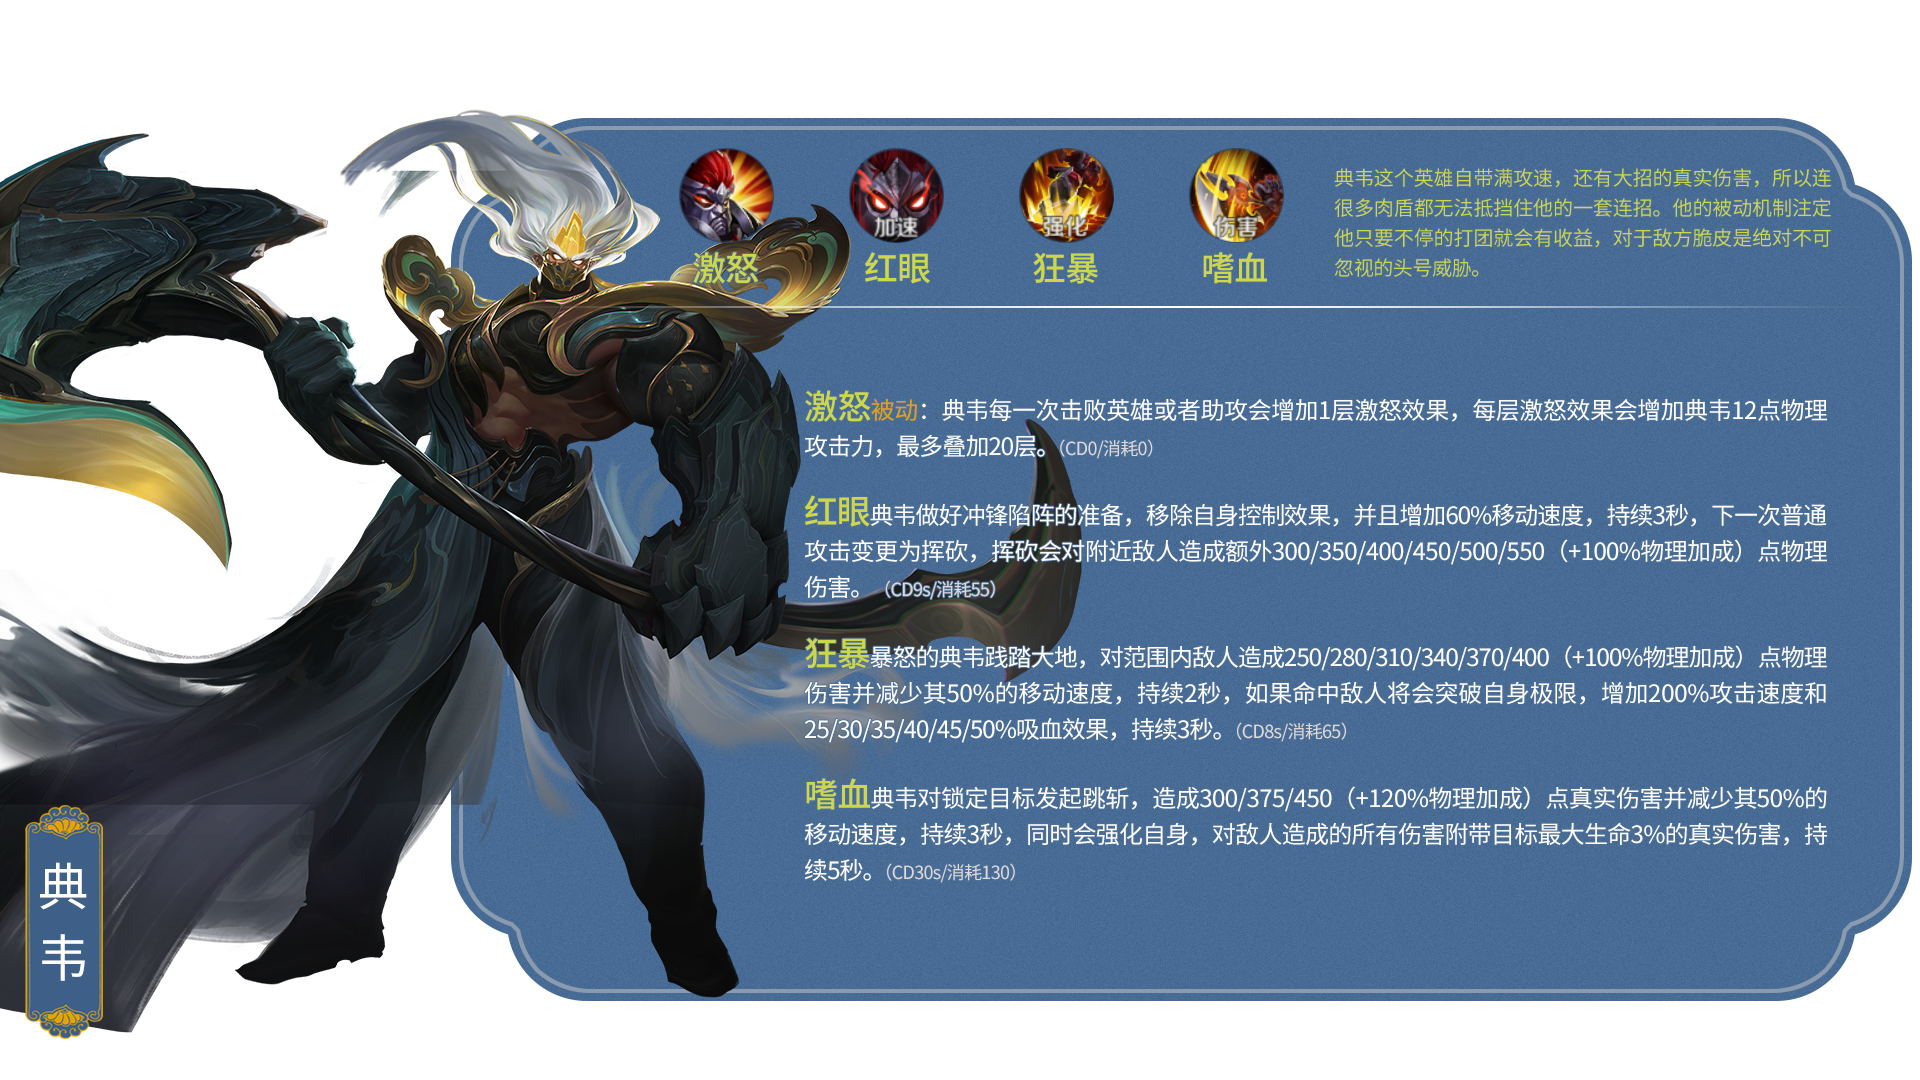 加速
强化
伤害
激怒
红眼
狂暴
嗜血
典韦这个英雄自带满攻速，还有大招的真实伤害，所以连
很多肉盾都无法抵挡住他的一套连招。他的被动机制注定
他只要不停的打团就会有收益，对于敌方脆皮是绝对不可
忽视的头号威胁。
激怒被动：典韦每一次击败英雄或者助攻会增加1层激怒效果，每层激怒效果会增加典韦12点物理
攻击力，最多叠加20层。（CD0/消耗0）
红眼典韦做好冲锋陷阵的准备，移除自身控制效果，并且增加60%移动速度，持续3秒，下一次普通
攻击变更为挥砍，挥砍会对附近敌人造成额外300/350/400/450/500/550（+100%物理加成）点物理
伤害。（CD9s/消耗55）
狂暴暴怒的典韦践踏大地，对范围内敌人造成250/280/310/340/370/400（+100%物理加成）点物理
伤害并减少其50%的移动速度，持续2秒，如果命中敌人将会突破自身极限，增加200%攻击速度和
25/30/35/40/45/50%吸血效果，持续3秒。（CD8s/消耗65）
嗜血典韦对锁定目标发起跳斩，造成300/375/450（+120%物理加成）点真实伤害并减少其50%的
移动速度，持续3秒，同时会强化自身，对敌人造成的所有伤害附带目标最大生命3%的真实伤害，持
续5秒。（CD30s/消耗130）
典
韦